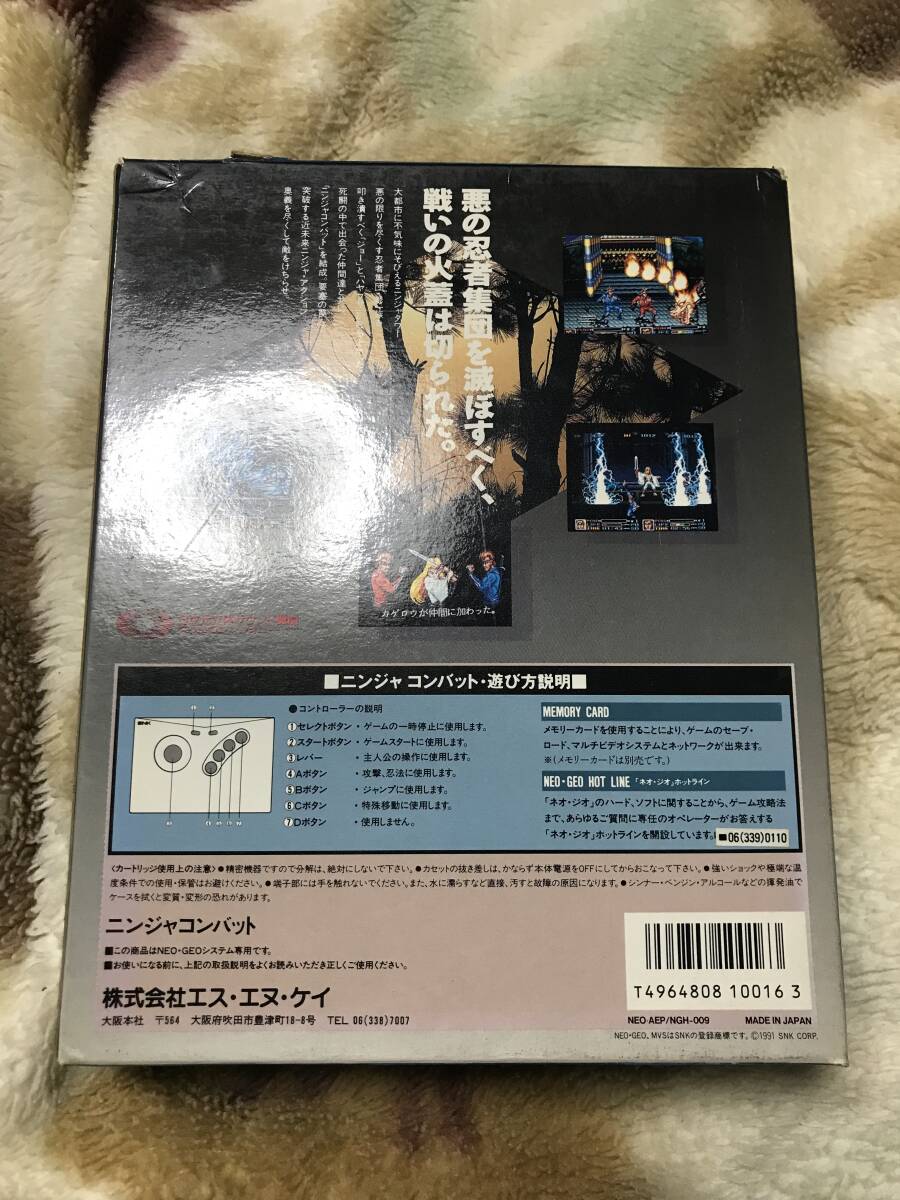 悪の忍者集団を滅ぼすべく、
戦いの火蓋は切られた。
大都市に不気味にそびえるニンジャタワー
悪の限りを尽くす忍者集団
叩き潰すべく、「ジョー」と、「ハヤ
死闘の中で出会った仲間達と
「ニンジャコンバット」を結成、要塞の
突破する近未来ニンジャ・アクション
奥義を尽くして敵をけちらせ。
カゲロウが仲間に加わった。
■ニンジャ コンバット・遊び方説明■
SNK
●コントローラーの説明
①セレクトボタン・ゲームの一時停止に使用します。
②スタートボタン・ゲームスタートに使用します。
③レバー ・主人公の操作に使用します。
④Aボタン ・攻撃、忍法に使用します。
⑤Bボタン ・ジャンプに使用します。
⑥Cボタン ・特殊移動に使用します。
⑦Dボタン ・使用しません。
MEMORY CARD
メモリーカードを使用することにより、ゲームのセーブ・
ロード、マルチビデオシステムとネットワークが出来ます。
※(メモリーカードは別売です。)
NEO・GEO HOT LINE 「ネオ・ジオ」ホットライン
「ネオ・ジオ」のハード、ソフトに関することから、ゲーム攻略法
まで、あらゆるご質問に専任のオペレーターがお答えする
「ネオ・ジオ」ホットラインを開設しています。 ■06(339)0110
〈カートリッジ使用上の注意〉●精密機器ですので分解は、絶対にしないで下さい。●カセットの抜き差しは、かならず本体電源をOFFにしてからおこなって下さい。●強いショックや極端な温
度条件での使用・保管はお避けください。●端子部には手を触れないでください。また、水に濡らすなど直接、汚すと故障の原因になります。●シンナー・ベンジン・アルコールなどの揮発油で
ケースを拭くと変質・変形の恐れがあります。
ニンジャコンバット
■この商品はNEO・GEOシステム専用です。
■お使いになる前に、上記の取扱説明をよくお読みいただき正しくご使用ください。
株式会社エス・エヌ・ケイ
大阪本社 〒564 大阪府吹田市豊津町18-8号 TEL 06(338)7007
T4964808 10016 3
NEO・AEP/NGH-009 MADE IN JAPAN
NEO・GEO、MVSはSNKの登録商標です。©1991 SNK CORP.